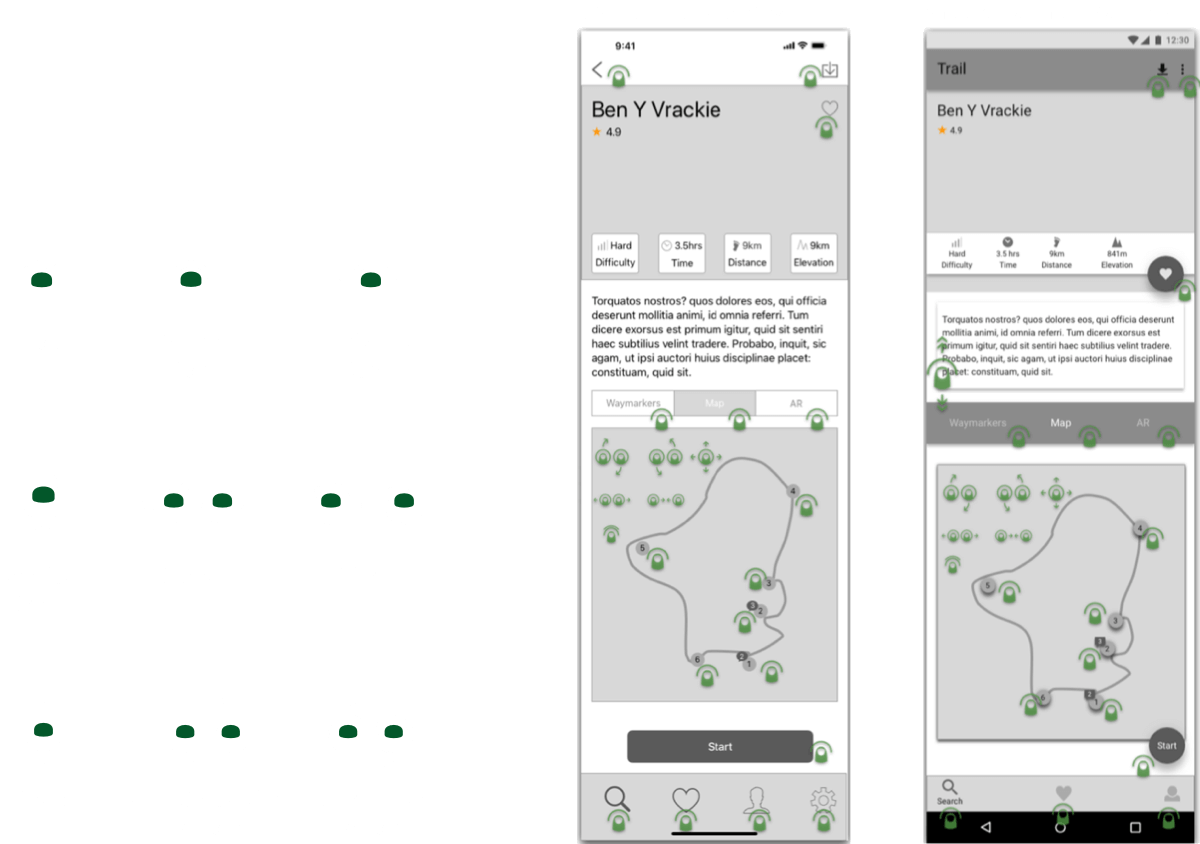 9:41
Ben Y Vrackie
4.9
Hard
Difficulty
3.5hrs
Time
9km
Distance
9km
Elevation
Torquatos nostros? quos dolores eos, qui officia
deserunt mollitia animi, id omnia referri. Tum
dicere exorsus est primum igitur, quid sit sentiri
haec subtilius velint tradere. Probabo, inquit, sic
agam, ut ipsi auctori huius disciplinae placet:
constituam, quid sit.
Waymarkers Map AR
4
5
3
3
2
6
2
1
Start
12:30
Trail
Ben Y Vrackie
4.9
Hard
Difficulty
3.5 hrs
Time
9km
Distance
841m
Elevation
Torquatos nostros? quos dolores eos, qui officia deserunt
mollitia animi, id omnia referri. Tum dicere exorsus est
primum igitur, quid sit sentiri haec subtilius velint tradere.
Probabo, inquit, sic agam, ut ipsi auctori huius disciplinae
placet: constituam, quid sit.
Waymarkers Map AR
4
5
3
3
2
6
2
1
Start
Search